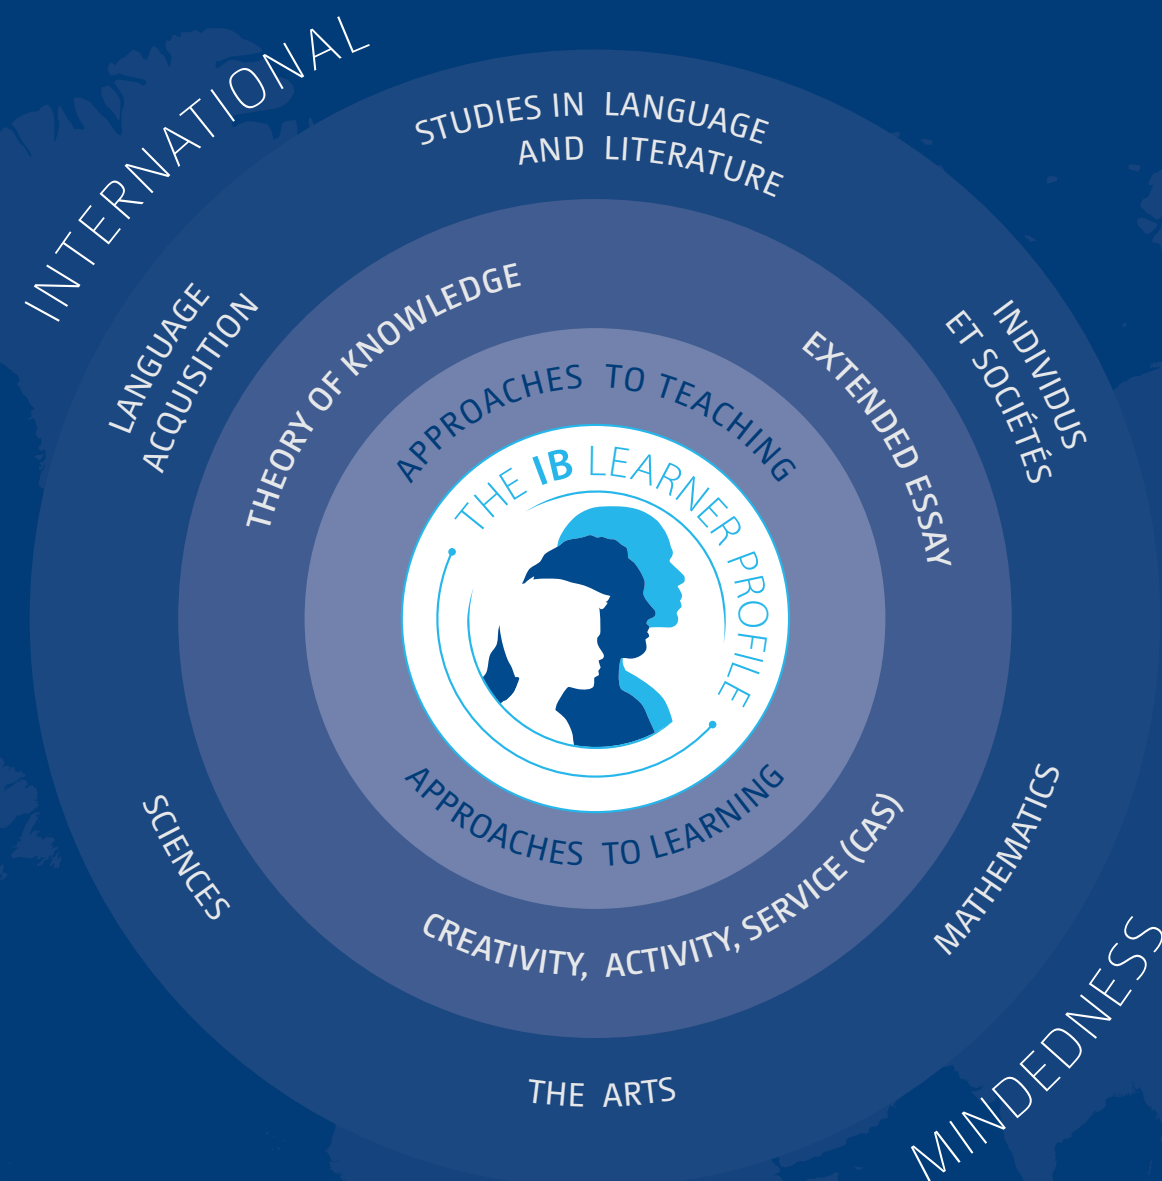 INTERNATIONAL
STUDIES IN LANGUAGE
AND LITERATURE
LANGUAGE
ACQUISITION
INDIVIDUS
ET SOCIÉTÉS
THEORY OF KNOWLEDGE
EXTENDED ESSAY
APPROACHES TO TEACHING
THE IB LEARNER PROFILE
APPROACHES TO LEARNING
CREATIVITY, ACTIVITY, SERVICE (CAS)
SCIENCES
MATHEMATICS
THE ARTS
MINDEDNESS